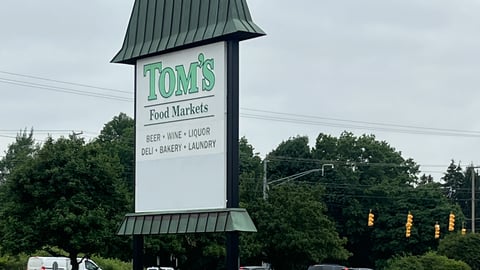 TOM'S
Food Markets
BEER + WINE + LIQUOR
DELI + BAKERY + LAUNDRY